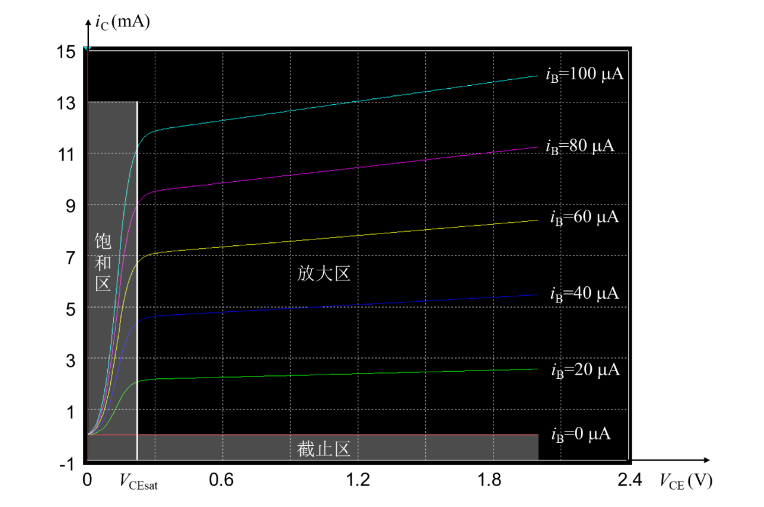 iC (mA)
15
13
11
9
7
5
3
1
-1
iB=100 μA
iB=80 μA
iB=60 μA
iB=40 μA
iB=20 μA
iB=0 μA
饱和区
放大区
截止区
0
VCEsat
0.6
1.2
1.8
2.4
VCE (V)